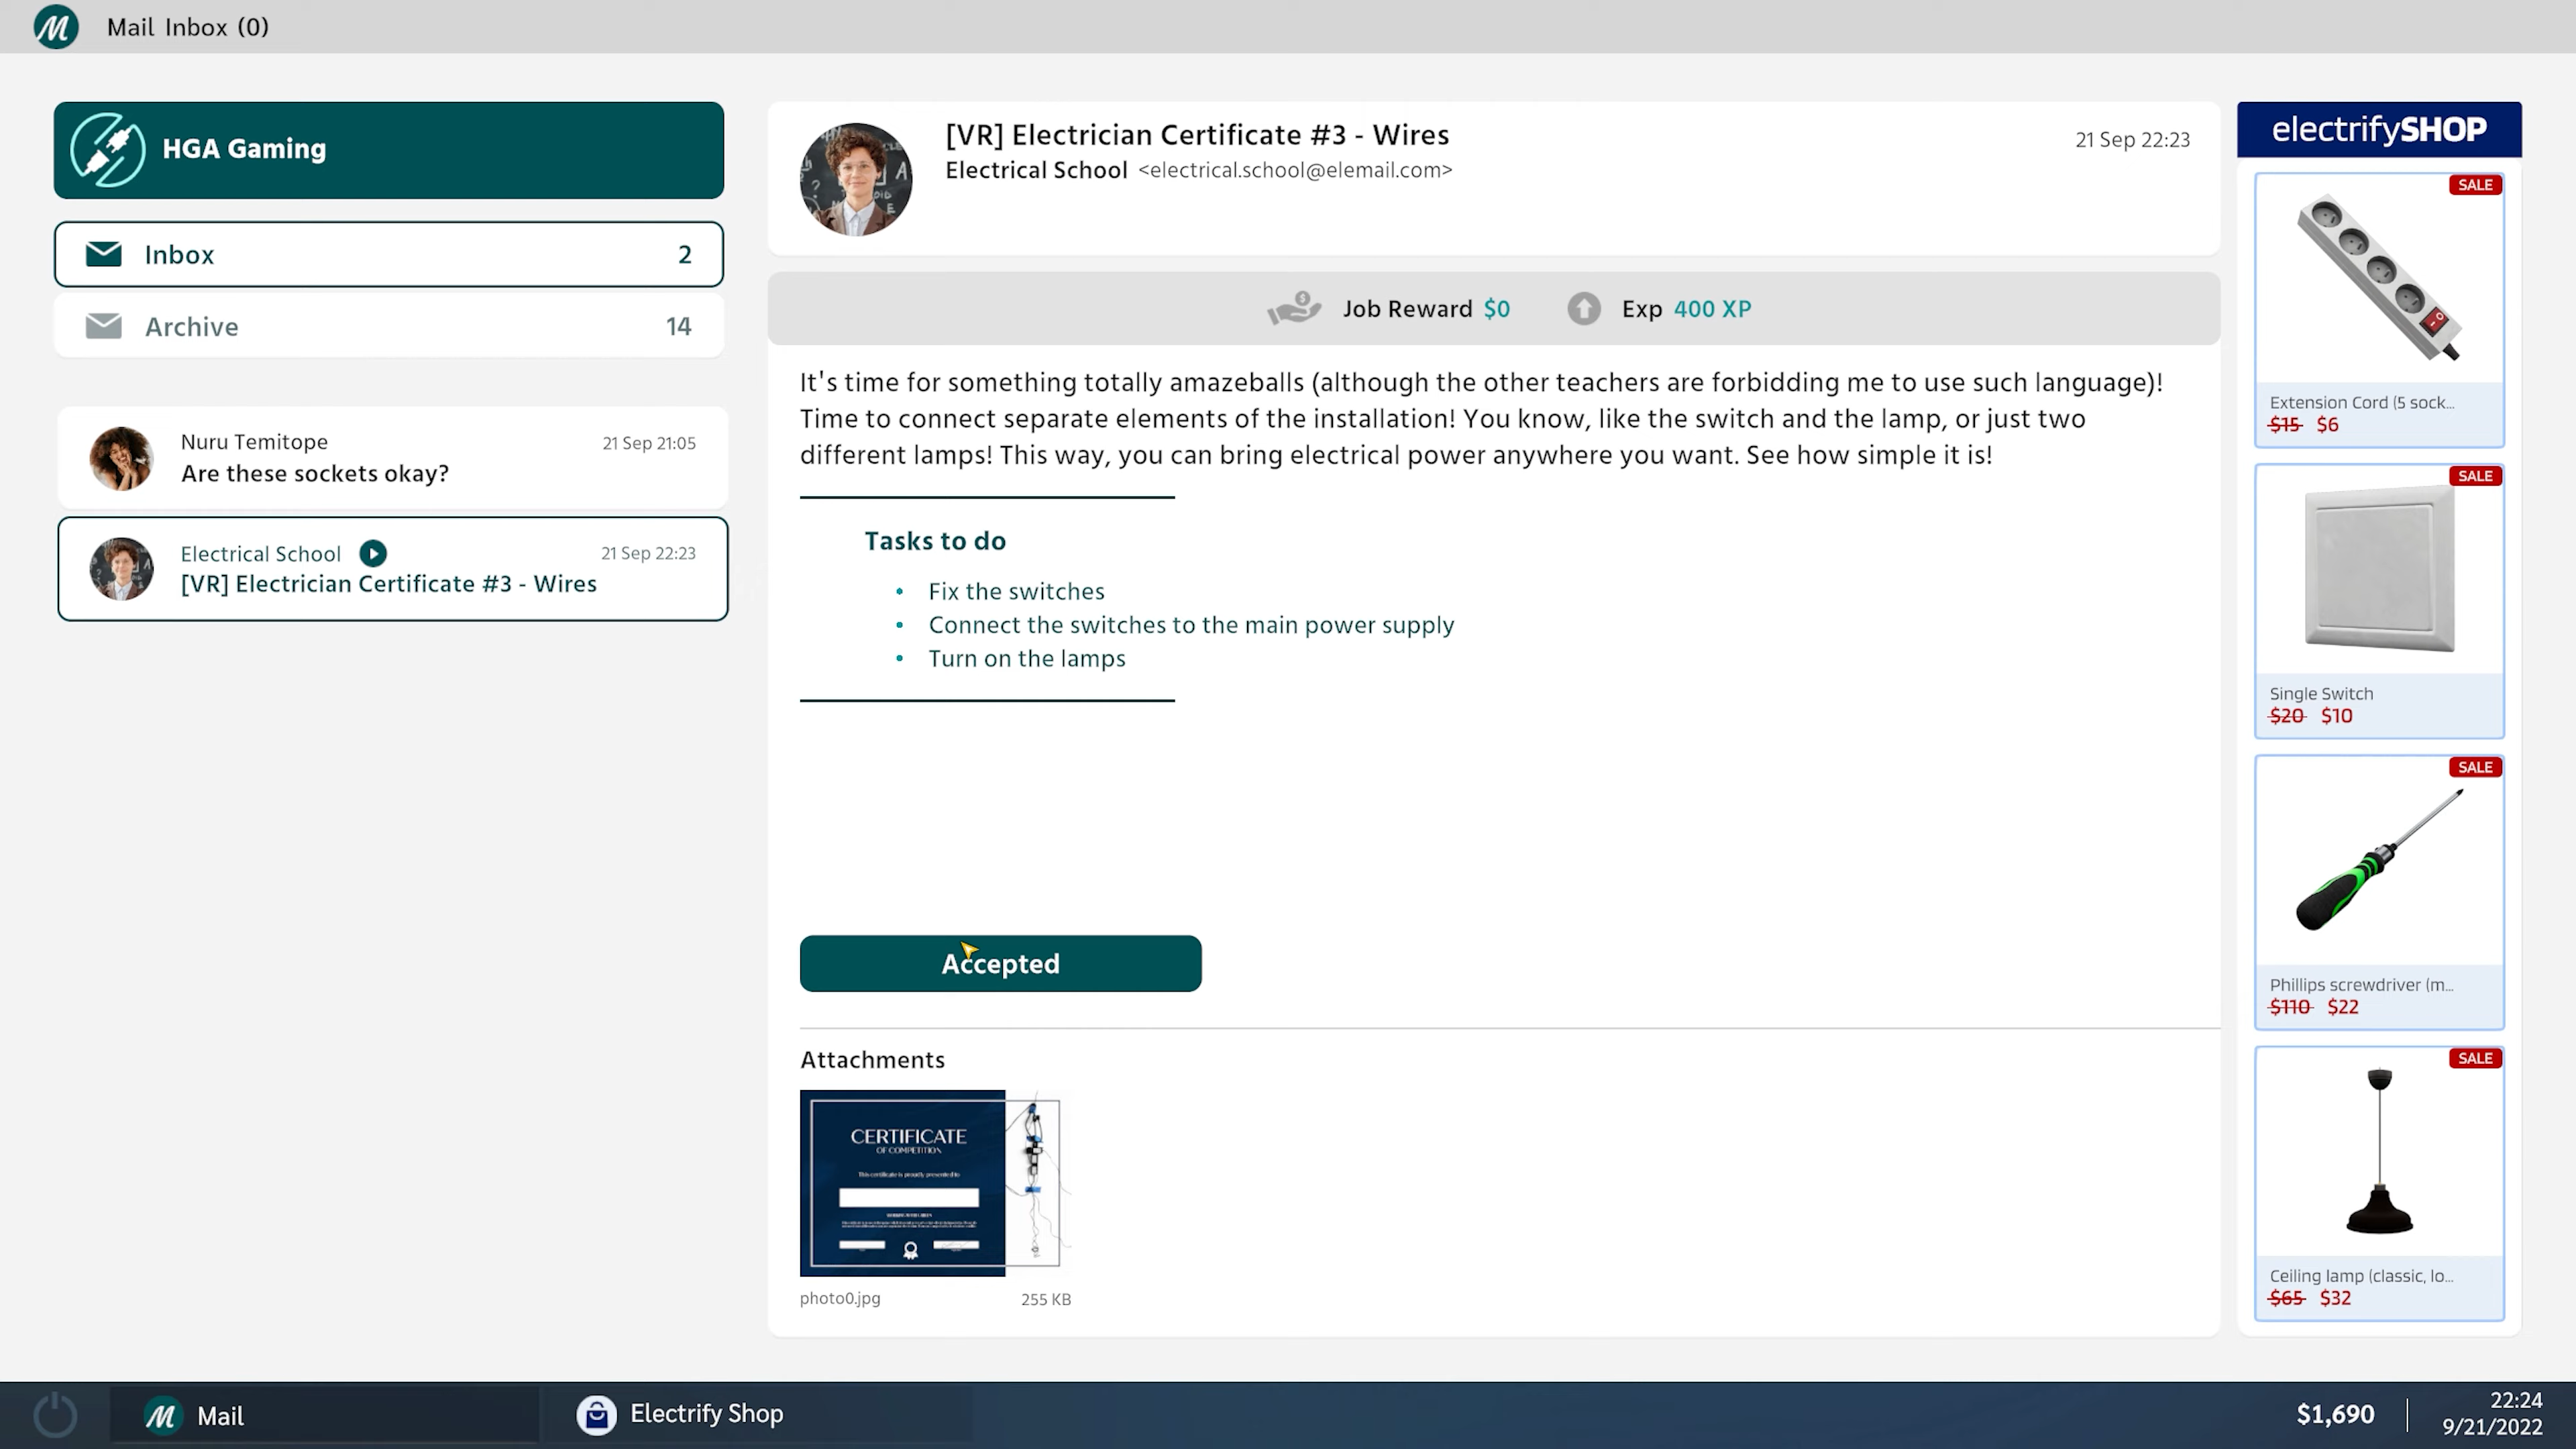 Mail Inbox (0)
HGA Gaming
Inbox 2
Archive 14
Nuru Temitope 21 Sep 21:05
Are these sockets okay?
Electrical School 21 Sep 22:23
[VR] Electrician Certificate #3 - Wires
[VR] Electrician Certificate #3 - Wires
21 Sep 22:23
Electrical School <electrical.school@elemail.com>
Job Reward $0 Exp 400 XP
It's time for something totally amazeballs (although the other teachers are forbidding me to use such language)!
Time to connect separate elements of the installation! You know, like the switch and the lamp, or just two
different lamps! This way, you can bring electrical power anywhere you want. See how simple it is!
Tasks to do
• Fix the switches
• Connect the switches to the main power supply
• Turn on the lamps
Accepted
Attachments
CERTIFICATE
OF COMPETITION
This certificate is proudly presented to
photo0.jpg 255 KB
electrifySHOP
SALE
Extension Cord (5 sock...
$15 $6
SALE
Single Switch
$20 $10
SALE
Phillips screwdriver (m...
$110 $22
SALE
Ceiling lamp (classic, lo...
$65 $32
Mail
Electrify Shop
$1,690
22:24
9/21/2022